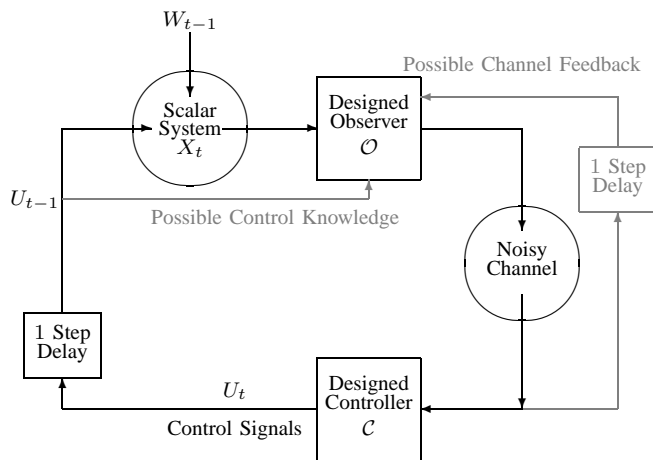 W_{t−1}
Possible Channel Feedback
Scalar
System
X_t
Designed
Observer
𝒪
1 Step
Delay
U_{t−1}
Possible Control Knowledge
Noisy
Channel
1 Step
Delay
U_t
Control Signals
Designed
Controller
𝒞